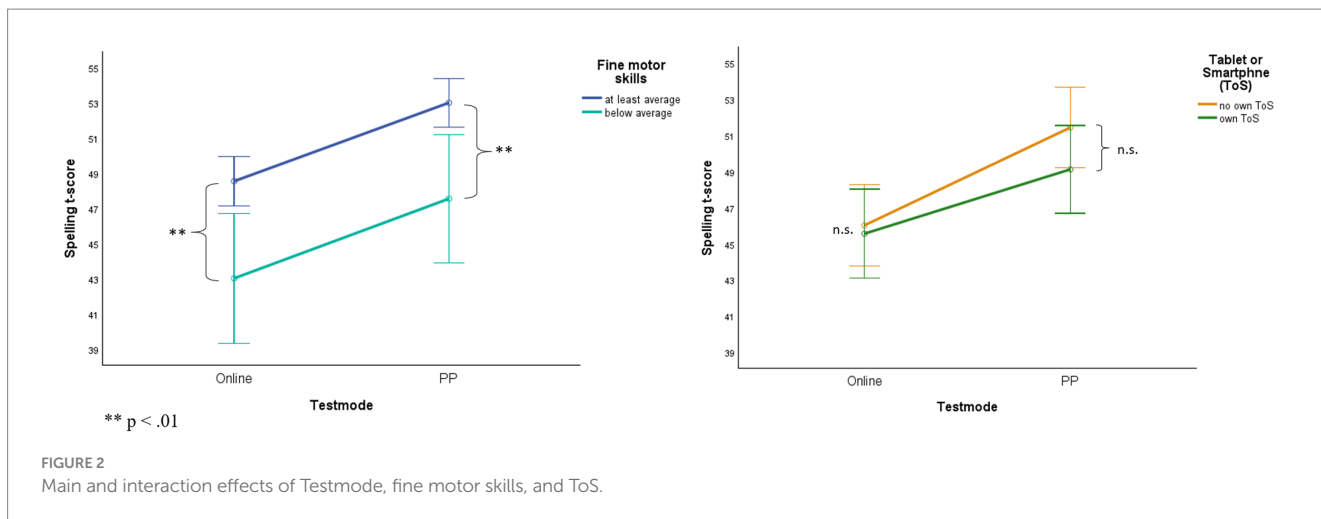 Fine motor
skills
at least average
below average
Spelling t-score
55
53
51
49
47
45
43
41
39
**
**
Online
PP
Testmode
** p < .01
Tablet or
Smartphne
(ToS)
no own ToS
own ToS
Spelling t-score
55
53
51
49
47
45
43
41
39
n.s.
n.s.
Online
PP
Testmode
FIGURE 2
Main and interaction effects of Testmode, fine motor skills, and ToS.